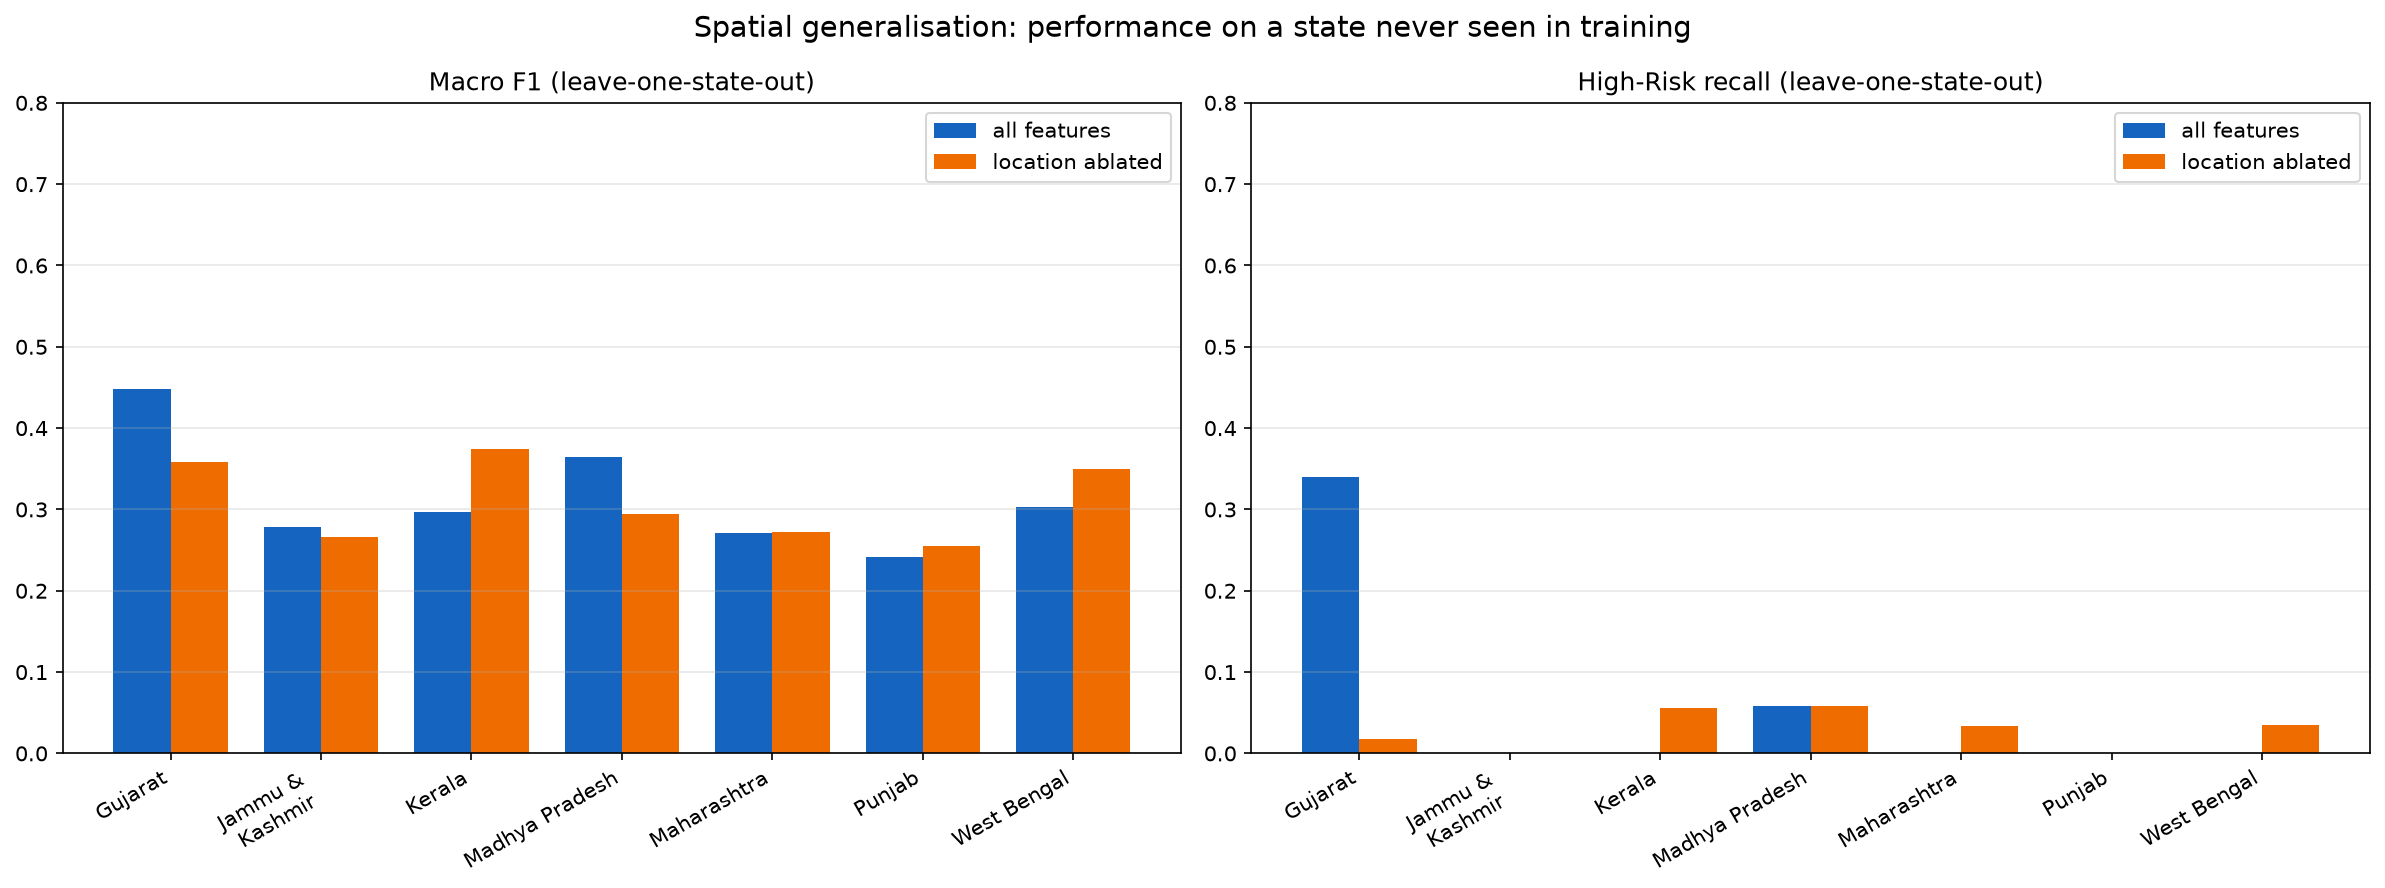 Spatial generalisation: performance on a state never seen in training
Macro F1 (leave-one-state-out)
0.8
0.7
0.6
0.5
0.4
0.3
0.2
0.1
0.0
all features
location ablated
Gujarat
Jammu &
Kashmir
Kerala
Madhya Pradesh
Maharashtra
Punjab
West Bengal
High-Risk recall (leave-one-state-out)
0.8
0.7
0.6
0.5
0.4
0.3
0.2
0.1
0.0
all features
location ablated
Gujarat
Jammu &
Kashmir
Kerala
Madhya Pradesh
Maharashtra
Punjab
West Bengal